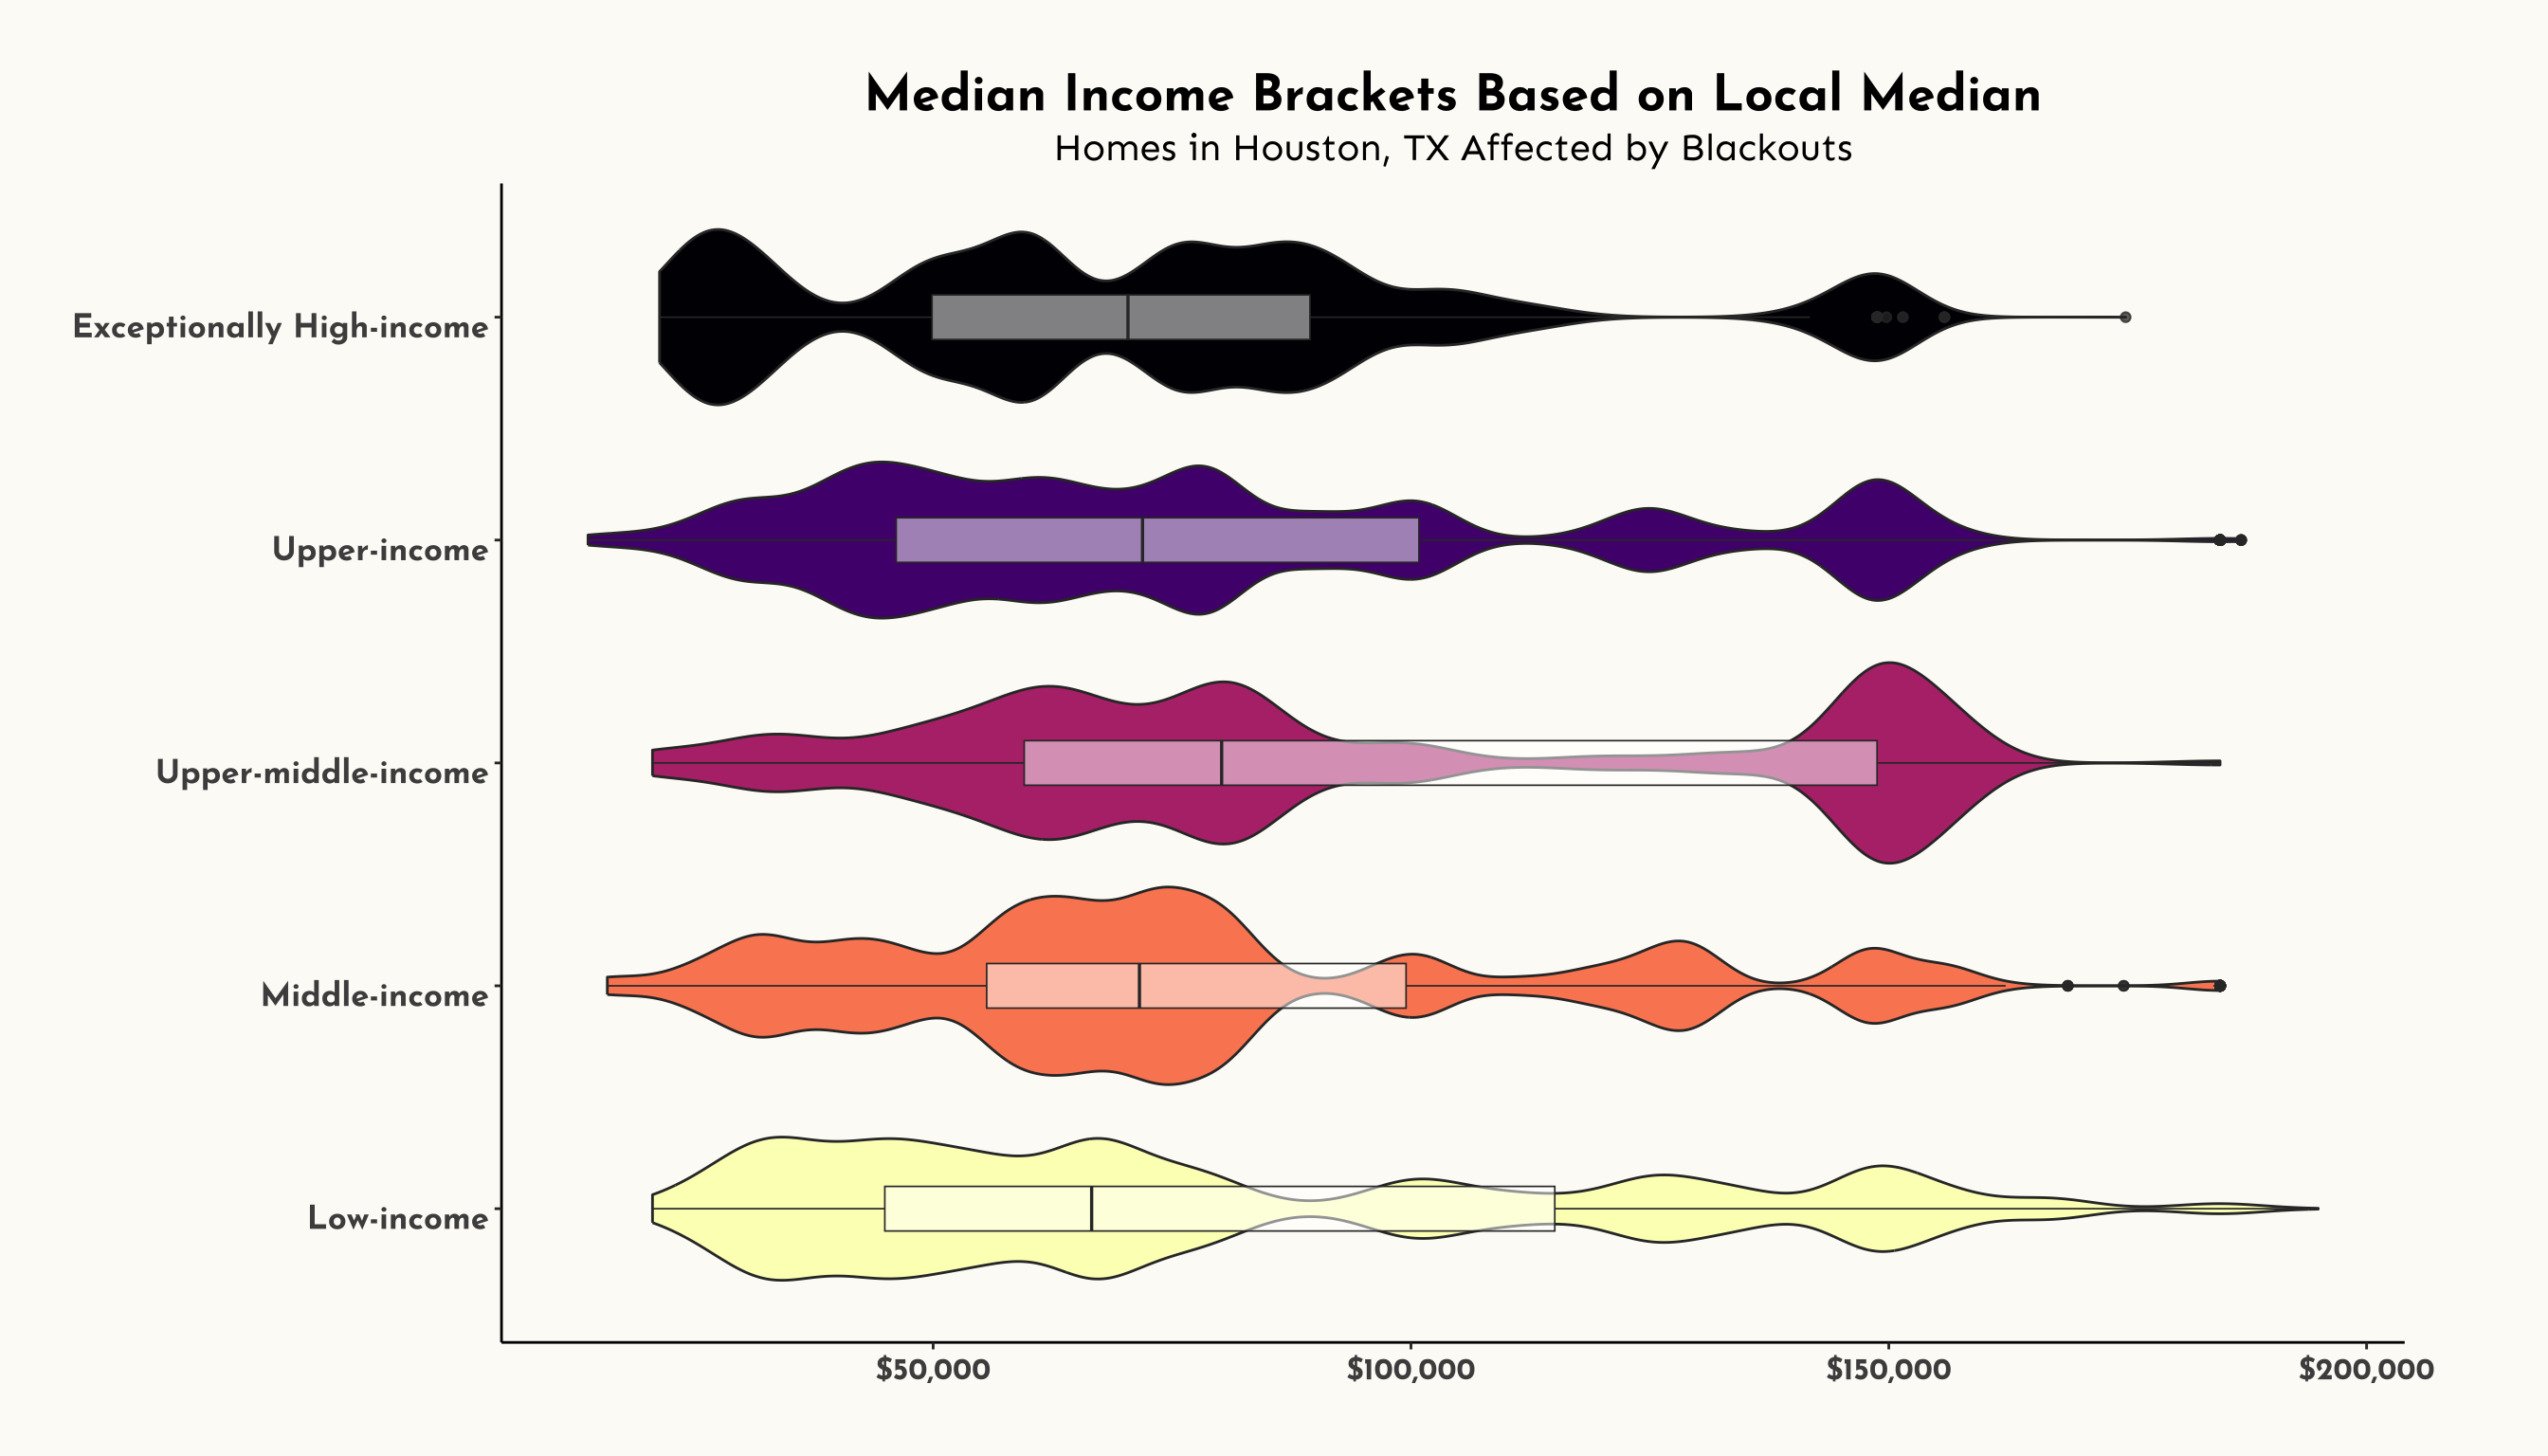 Median Income Brackets Based on Local Median
Homes in Houston, TX Affected by Blackouts
Exceptionally High-income
Upper-income
Upper-middle-income
Middle-income
Low-income
$50,000 $100,000 $150,000 $200,000